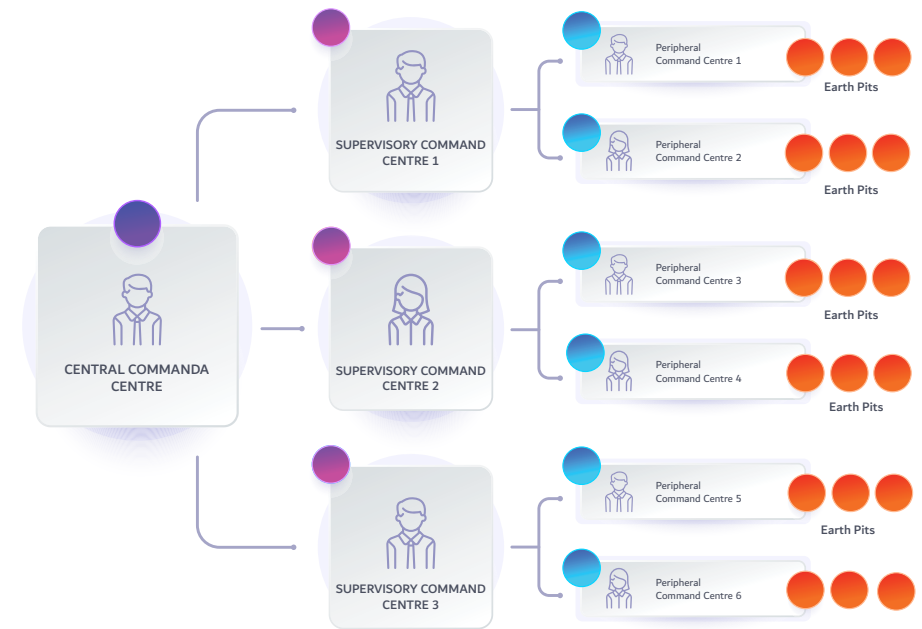 CENTRAL COMMANDA
CENTRE
SUPERVISORY COMMAND
CENTRE 1
Peripheral
Command Centre 1
Earth Pits
Peripheral
Command Centre 2
Earth Pits
SUPERVISORY COMMAND
CENTRE 2
Peripheral
Command Centre 3
Earth Pits
Peripheral
Command Centre 4
Earth Pits
SUPERVISORY COMMAND
CENTRE 3
Peripheral
Command Centre 5
Earth Pits
Peripheral
Command Centre 6